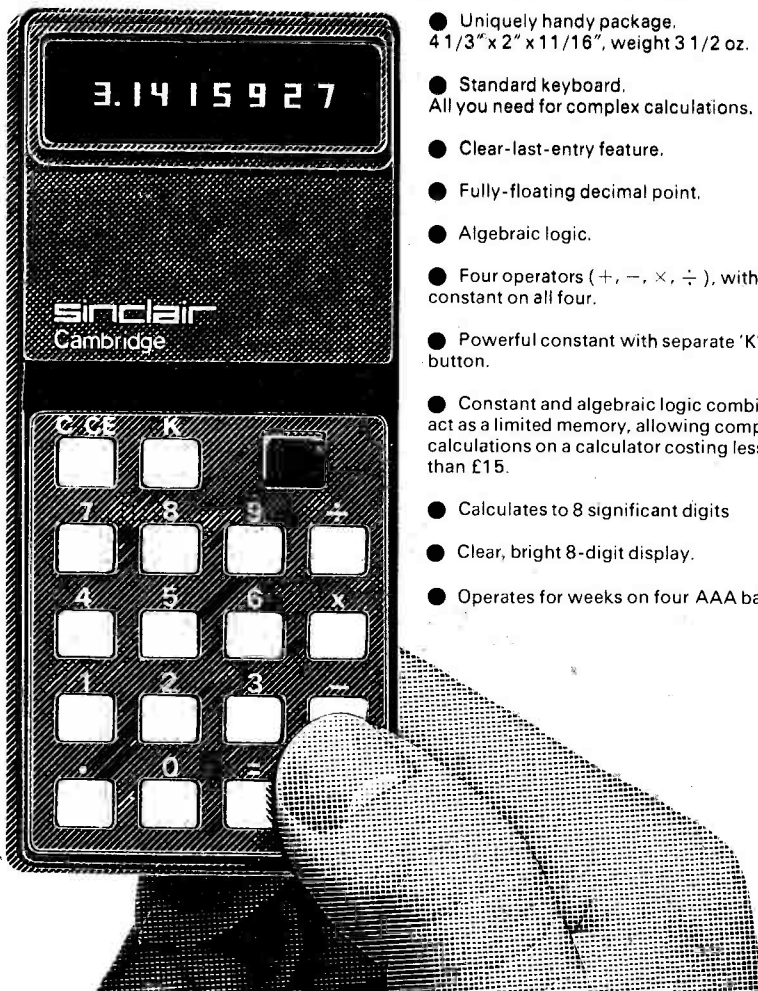 3.1415927
sinclair
Cambridge
C CE K
7 8 9 ÷
4 5 6 x
1 2 3 −
. 0 =
● Uniquely handy package.
4 1/3" x 2" x 11/16", weight 3 1/2 oz.
● Standard keyboard.
All you need for complex calculations.
● Clear-last-entry feature.
● Fully-floating decimal point.
● Algebraic logic.
● Four operators (+, −, ×, ÷), with
constant on all four.
● Powerful constant with separate 'K'
button.
● Constant and algebraic logic combi
act as a limited memory, allowing comp
calculations on a calculator costing less
than £15.
● Calculates to 8 significant digits
● Clear, bright 8-digit display.
● Operates for weeks on four AAA ba